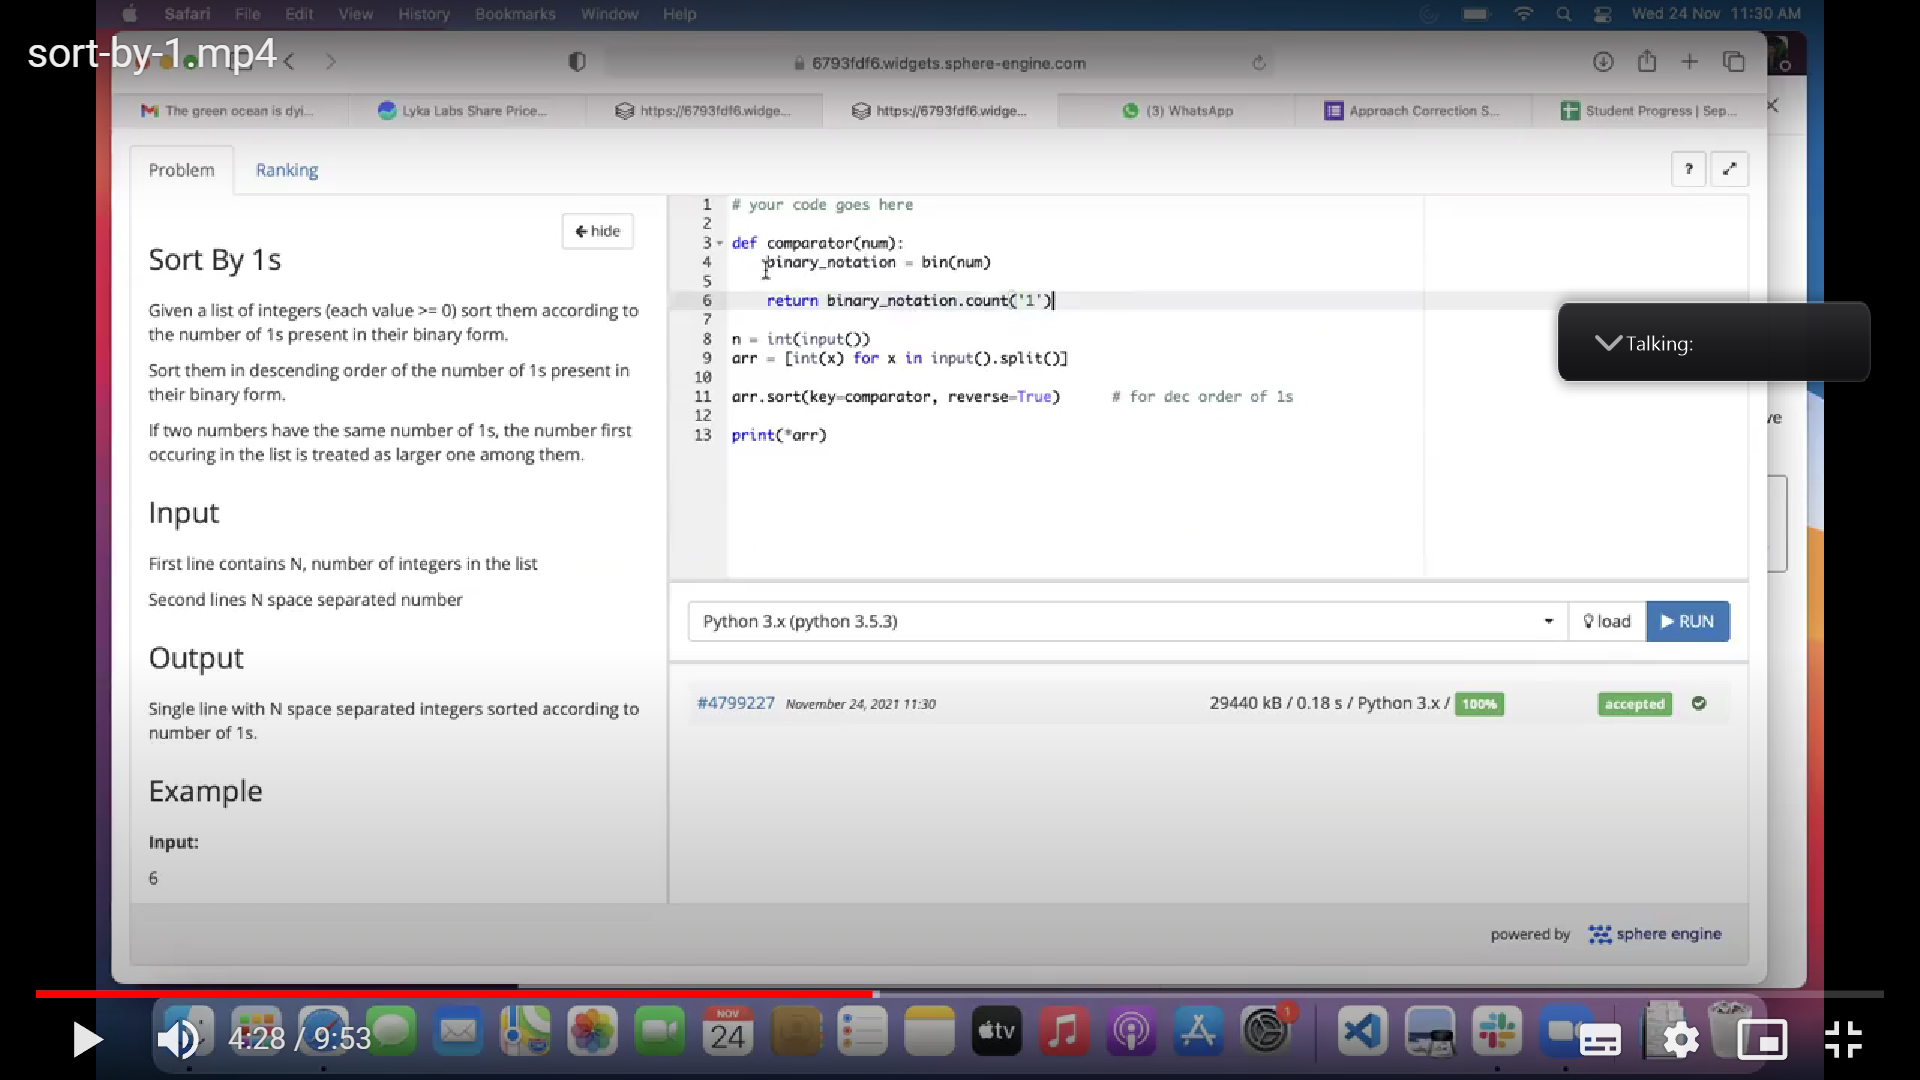 Safari File Edit View History Bookmarks Window Help Wed 24 Nov 11:30 AM
sort-by-1.mp4
6793fdf6.widgets.sphere-engine.com
The green ocean is dyi... Lyka Labs Share Price... https://6793fdf6.widge... https://6793fdf6.widge... (3) WhatsApp Approach Correction S... Student Progress | Sep...
Problem Ranking
?
hide
Sort By 1s
Given a list of integers (each value >= 0) sort them according to
the number of 1s present in their binary form.
Sort them in descending order of the number of 1s present in
their binary form.
If two numbers have the same number of 1s, the number first
occuring in the list is treated as larger one among them.
Input
First line contains N, number of integers in the list
Second lines N space separated number
Output
Single line with N space separated integers sorted according to
number of 1s.
Example
Input:
6
1 # your code goes here
2
3 def comparator(num):
4 binary_notation = bin(num)
5
6 return binary_notation.count('1')
7
8 n = int(input())
9 arr = [int(x) for x in input().split()]
10
11 arr.sort(key=comparator, reverse=True) # for dec order of 1s
12
13 print(*arr)
Talking:
ve
Python 3.x (python 3.5.3) load RUN
#4799227 November 24, 2021 11:30 29440 kB / 0.18 s / Python 3.x / 100% accepted
powered by sphere engine
4:28 / 9:53
NOV
24
tv
1